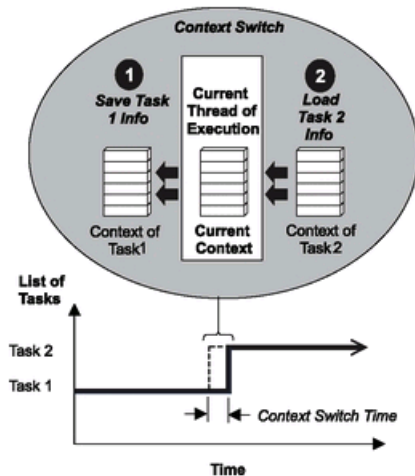 Context Switch
1
Save Task
1 Info
Current
Thread of
Execution
2
Load
Task 2
Info
Context of
Task1
Current
Context
Context of
Task2
List of
Tasks
Task 2
Task 1
Context Switch Time
Time